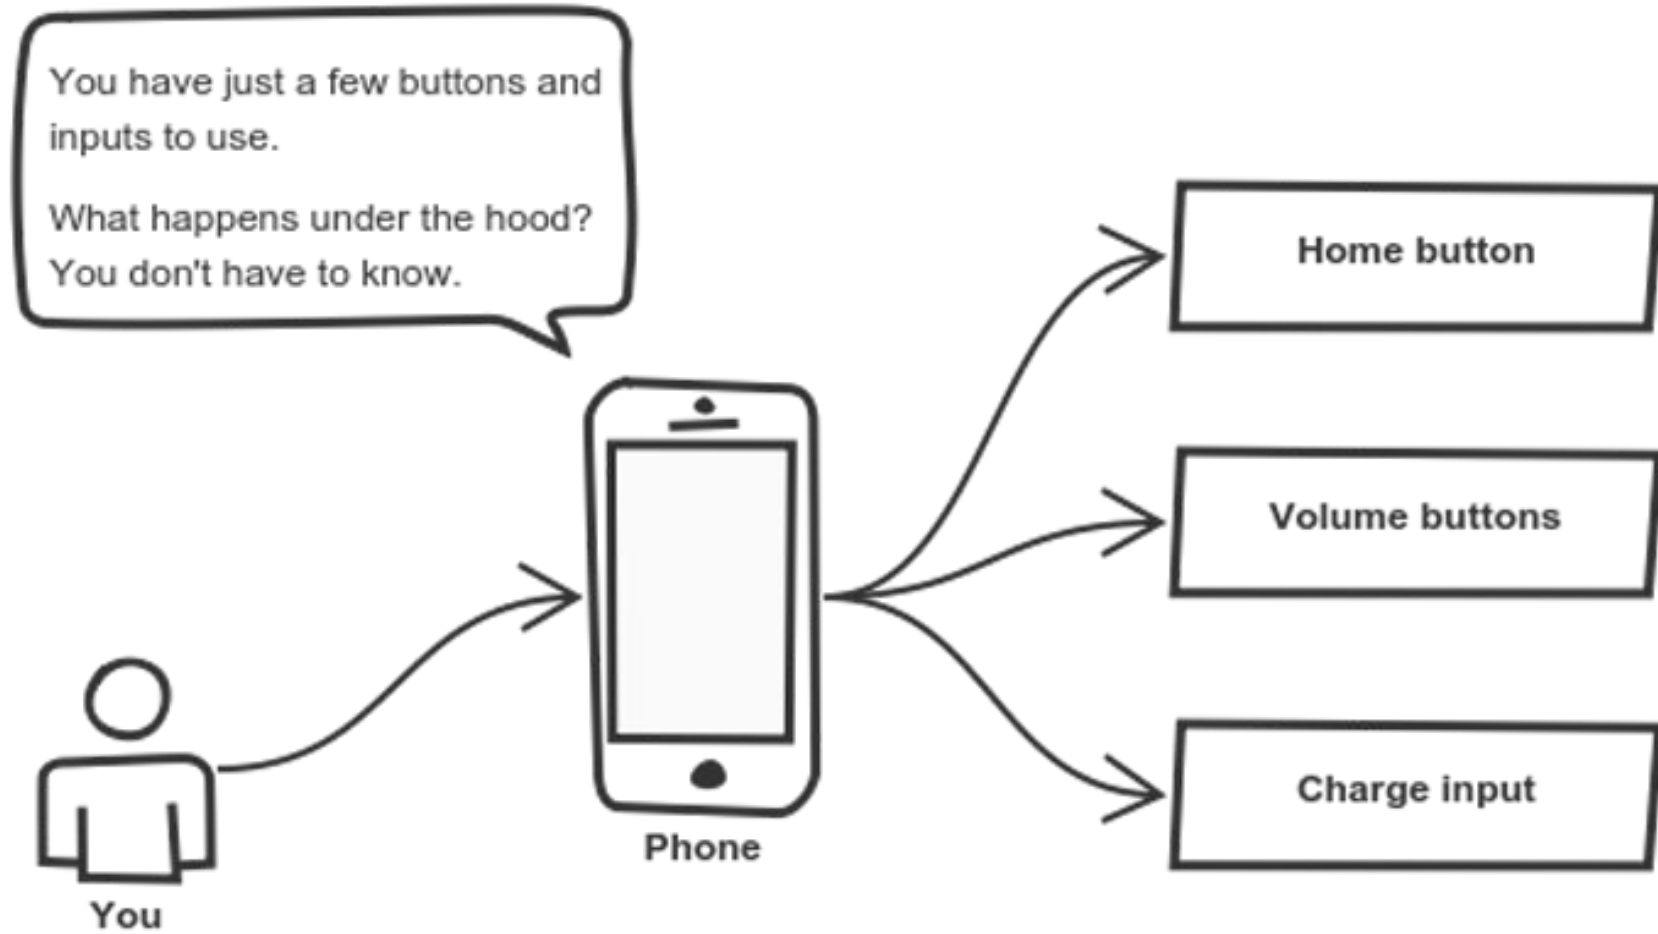 You have just a few buttons and
inputs to use.
What happens under the hood?
You don't have to know.
Home button
Volume buttons
Charge input
Phone
You